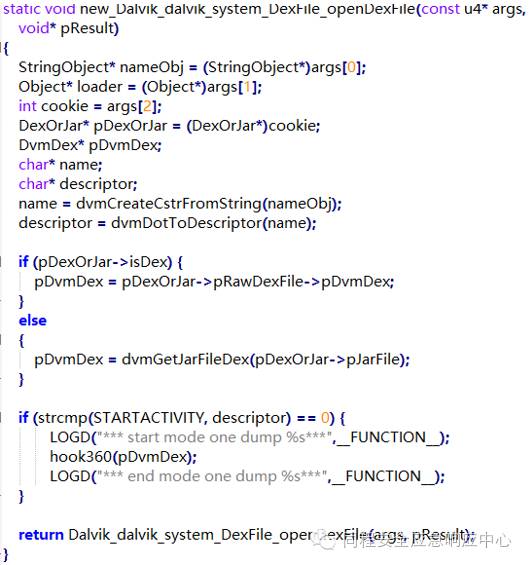 static void new_Dalvik_dalvik_system_DexFile_openDexFile(const u4* args,
void* pResult)
{
StringObject* nameObj = (StringObject*)args[0];
Object* loader = (Object*)args[1];
int cookie = args[2];
DexOrJar* pDexOrJar = (DexOrJar*)cookie;
DvmDex* pDvmDex;
char* name;
char* descriptor;
name = dvmCreateCstrFromString(nameObj);
descriptor = dvmDotToDescriptor(name);
if (pDexOrJar->isDex) {
pDvmDex = pDexOrJar->pRawDexFile->pDvmDex;
}
else
{
pDvmDex = dvmGetJarFileDex(pDexOrJar->pJarFile);
}
if (strcmp(STARTACTIVITY, descriptor) == 0) {
LOGD("*** start mode one dump %s***",__FUNCTION__);
hook360(pDvmDex);
LOGD("*** end mode one dump %s***",__FUNCTION__);
}
return Dalvik_dalvik_system_DexFile_openDexFile(args, pResult);
同程安全应急响应中心
}